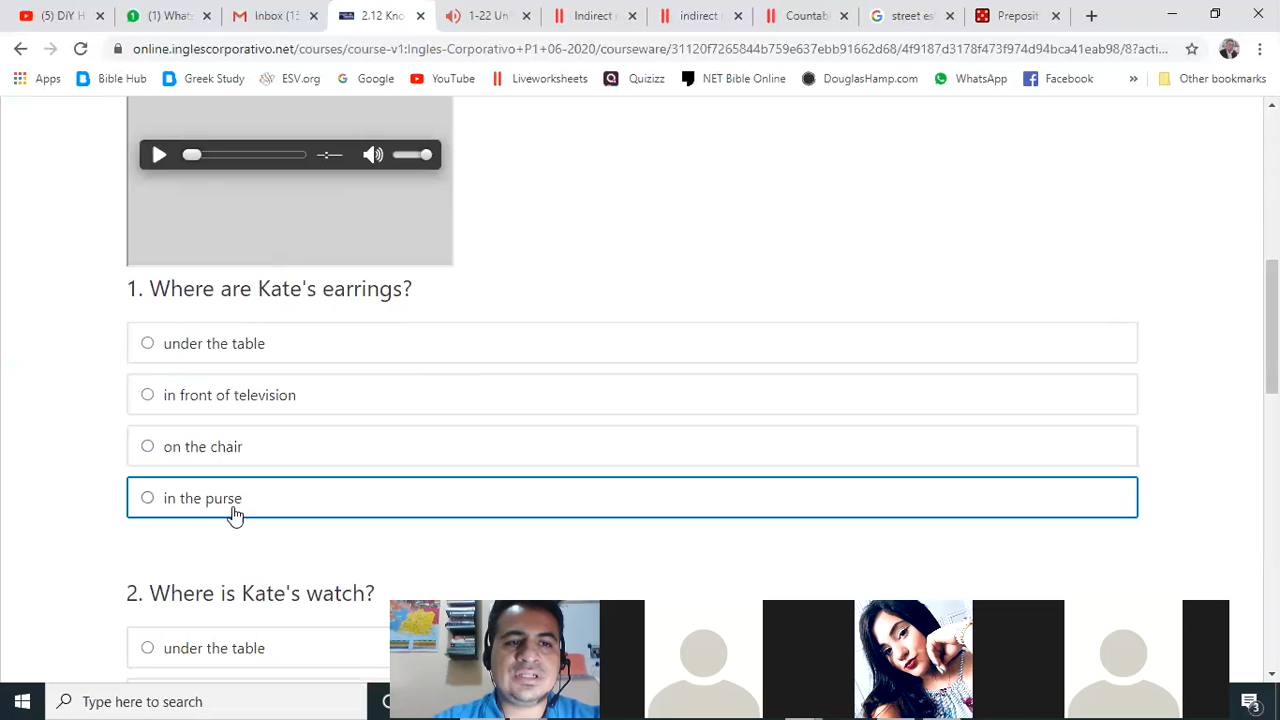 (5) DiY H
(1) What:
Inbox (13
2.12 Kno
1-22 Uni
Indirect r
indirect (
Countab
street es
Preposit
online.inglescorporativo.net/courses/course-v1:Ingles-Corporativo+P1+06-2020/courseware/31120f7265844b759e637ebb91662d68/4f9187d3178f473f974d94bca41eab98/8?acti...
Apps
Bible Hub
Greek Study
ESV.org
Google
YouTube
Liveworksheets
Quizizz
NET Bible Online
DouglasHamp.com
WhatsApp
Facebook
»
Other bookmarks
1. Where are Kate's earrings?
under the table
in front of television
on the chair
in the purse
2. Where is Kate's watch?
under the table
Type here to search
3